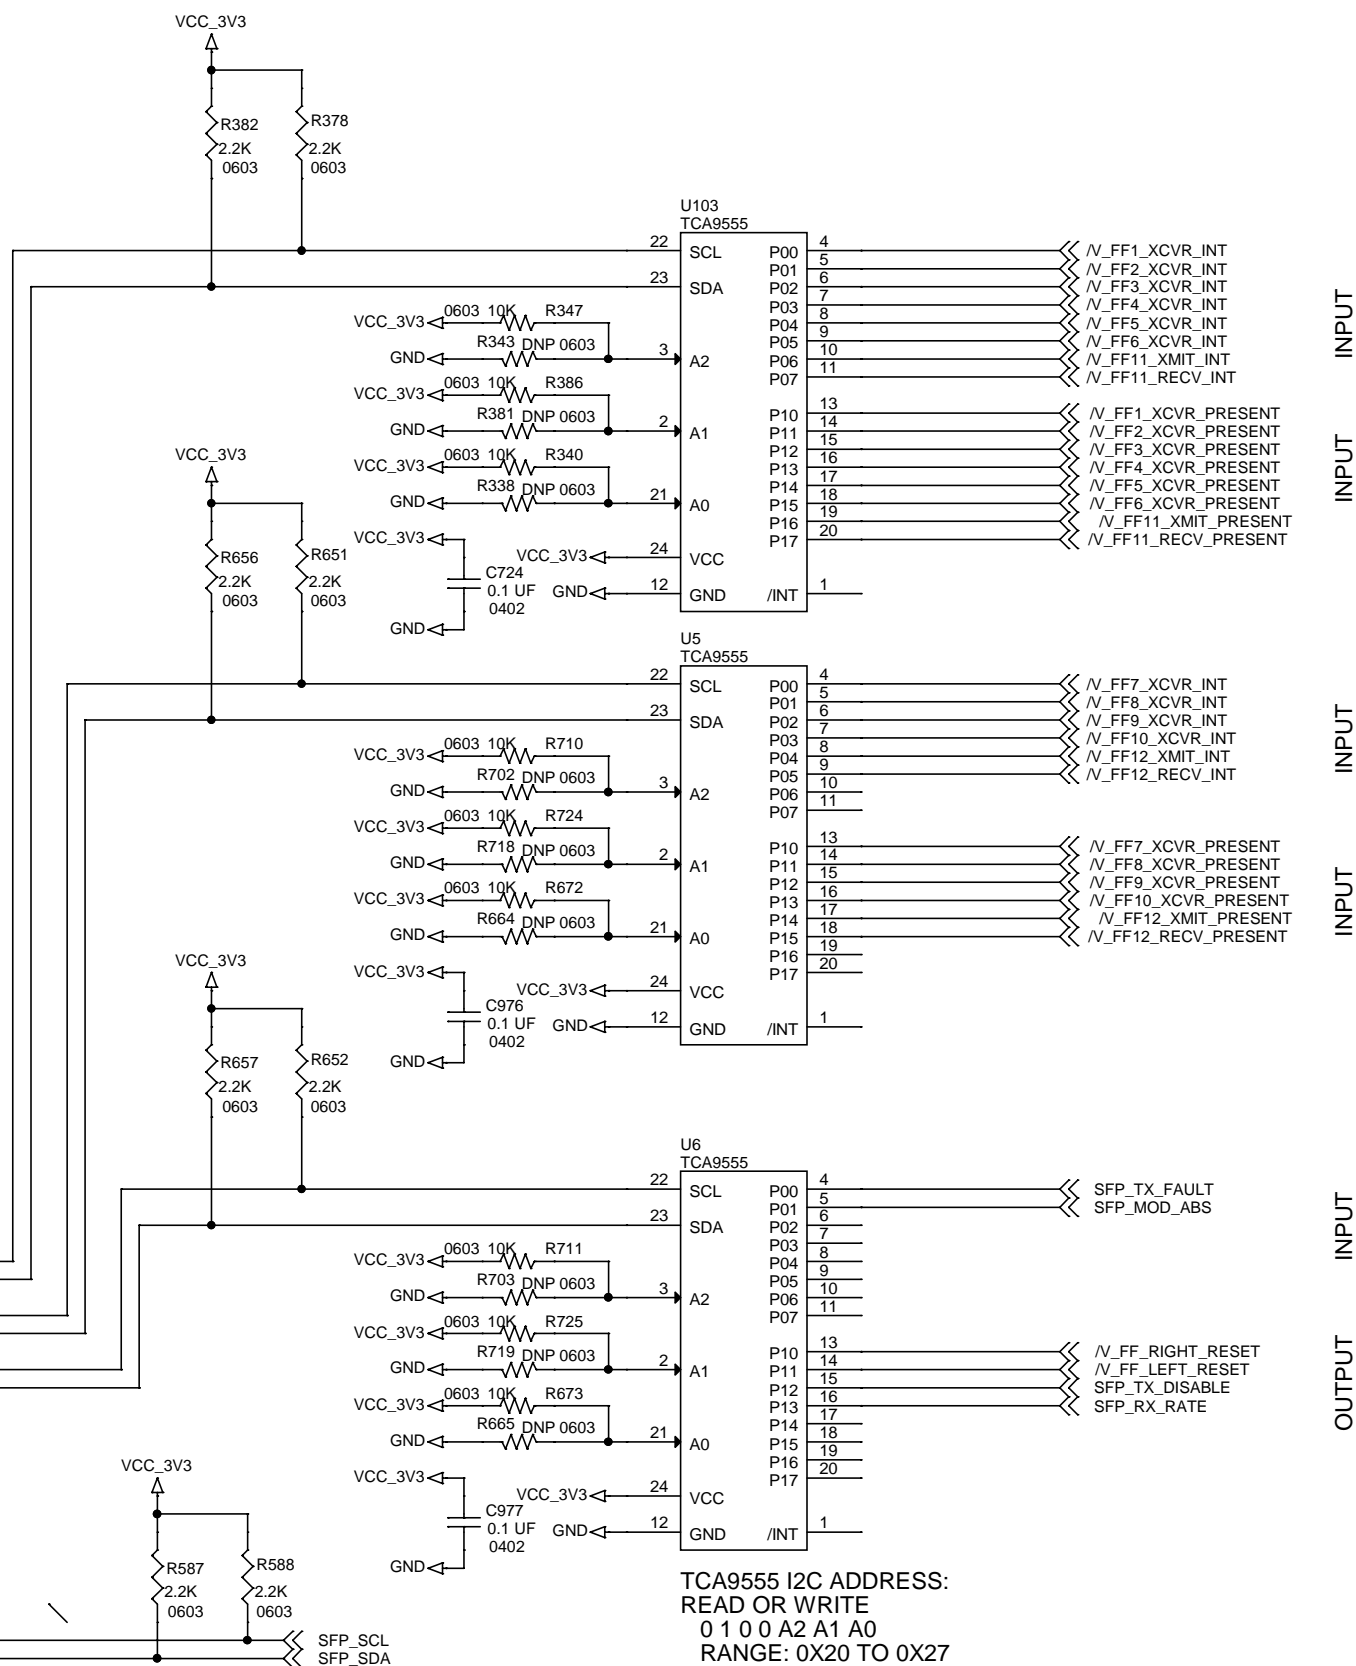 VCC_3V3
R382
2.2K
0603
R378
2.2K
0603
U103
TCA9555
22 SCL P00 4 /V_FF1_XCVR_INT
P01 5 /V_FF2_XCVR_INT
23 SDA P02 6 /V_FF3_XCVR_INT
P03 7 /V_FF4_XCVR_INT
VCC_3V3 0603 10K R347 P04 8 /V_FF5_XCVR_INT
P05 9 /V_FF6_XCVR_INT
GND R343 DNP 0603 3 A2 P06 10 /V_FF11_XMIT_INT
P07 11 /V_FF11_RECV_INT
INPUT
VCC_3V3 0603 10K R386
P10 13 /V_FF1_XCVR_PRESENT
GND R381 DNP 0603 2 A1 P11 14 /V_FF2_XCVR_PRESENT
P12 15 /V_FF3_XCVR_PRESENT
VCC_3V3 0603 10K R340 P13 16 /V_FF4_XCVR_PRESENT
P14 17 /V_FF5_XCVR_PRESENT
GND R338 DNP 0603 21 A0 P15 18 /V_FF6_XCVR_PRESENT
P16 19 /V_FF11_XMIT_PRESENT
P17 20 /V_FF11_RECV_PRESENT
INPUT
VCC_3V3
VCC_3V3 24 VCC
C724
0.1 UF
0402
GND 12 GND /INT 1
GND
VCC_3V3
R656
2.2K
0603
R651
2.2K
0603
U5
TCA9555
22 SCL P00 4 /V_FF7_XCVR_INT
P01 5 /V_FF8_XCVR_INT
23 SDA P02 6 /V_FF9_XCVR_INT
P03 7 /V_FF10_XCVR_INT
VCC_3V3 0603 10K R710 P04 8 /V_FF12_XMIT_INT
P05 9 /V_FF12_RECV_INT
GND R702 DNP 0603 3 A2 P06 10
P07 11
INPUT
VCC_3V3 0603 10K R724
P10 13 /V_FF7_XCVR_PRESENT
GND R718 DNP 0603 2 A1 P11 14 /V_FF8_XCVR_PRESENT
P12 15 /V_FF9_XCVR_PRESENT
VCC_3V3 0603 10K R672 P13 16 /V_FF10_XCVR_PRESENT
P14 17 /V_FF12_XMIT_PRESENT
GND R664 DNP 0603 21 A0 P15 18 /V_FF12_RECV_PRESENT
P16 19
P17 20
INPUT
VCC_3V3
VCC_3V3 24 VCC
C976
0.1 UF
0402
GND 12 GND /INT 1
GND
VCC_3V3
R657
2.2K
0603
R652
2.2K
0603
U6
TCA9555
22 SCL P00 4 SFP_TX_FAULT
P01 5 SFP_MOD_ABS
23 SDA P02 6
P03 7
VCC_3V3 0603 10K R711 P04 8
P05 9
GND R703 DNP 0603 3 A2 P06 10
P07 11
INPUT
VCC_3V3 0603 10K R725
P10 13 /V_FF_RIGHT_RESET
GND R719 DNP 0603 2 A1 P11 14 /V_FF_LEFT_RESET
P12 15 SFP_TX_DISABLE
VCC_3V3 0603 10K R673 P13 16 SFP_RX_RATE
P14 17
GND R665 DNP 0603 21 A0 P15 18
P16 19
P17 20
OUTPUT
VCC_3V3
VCC_3V3 24 VCC
C977
0.1 UF
0402
GND 12 GND /INT 1
GND
VCC_3V3
R587
2.2K
0603
R588
2.2K
0603
SFP_SCL
SFP_SDA
TCA9555 I2C ADDRESS:
READ OR WRITE
0 1 0 0 A2 A1 A0
RANGE: 0X20 TO 0X27